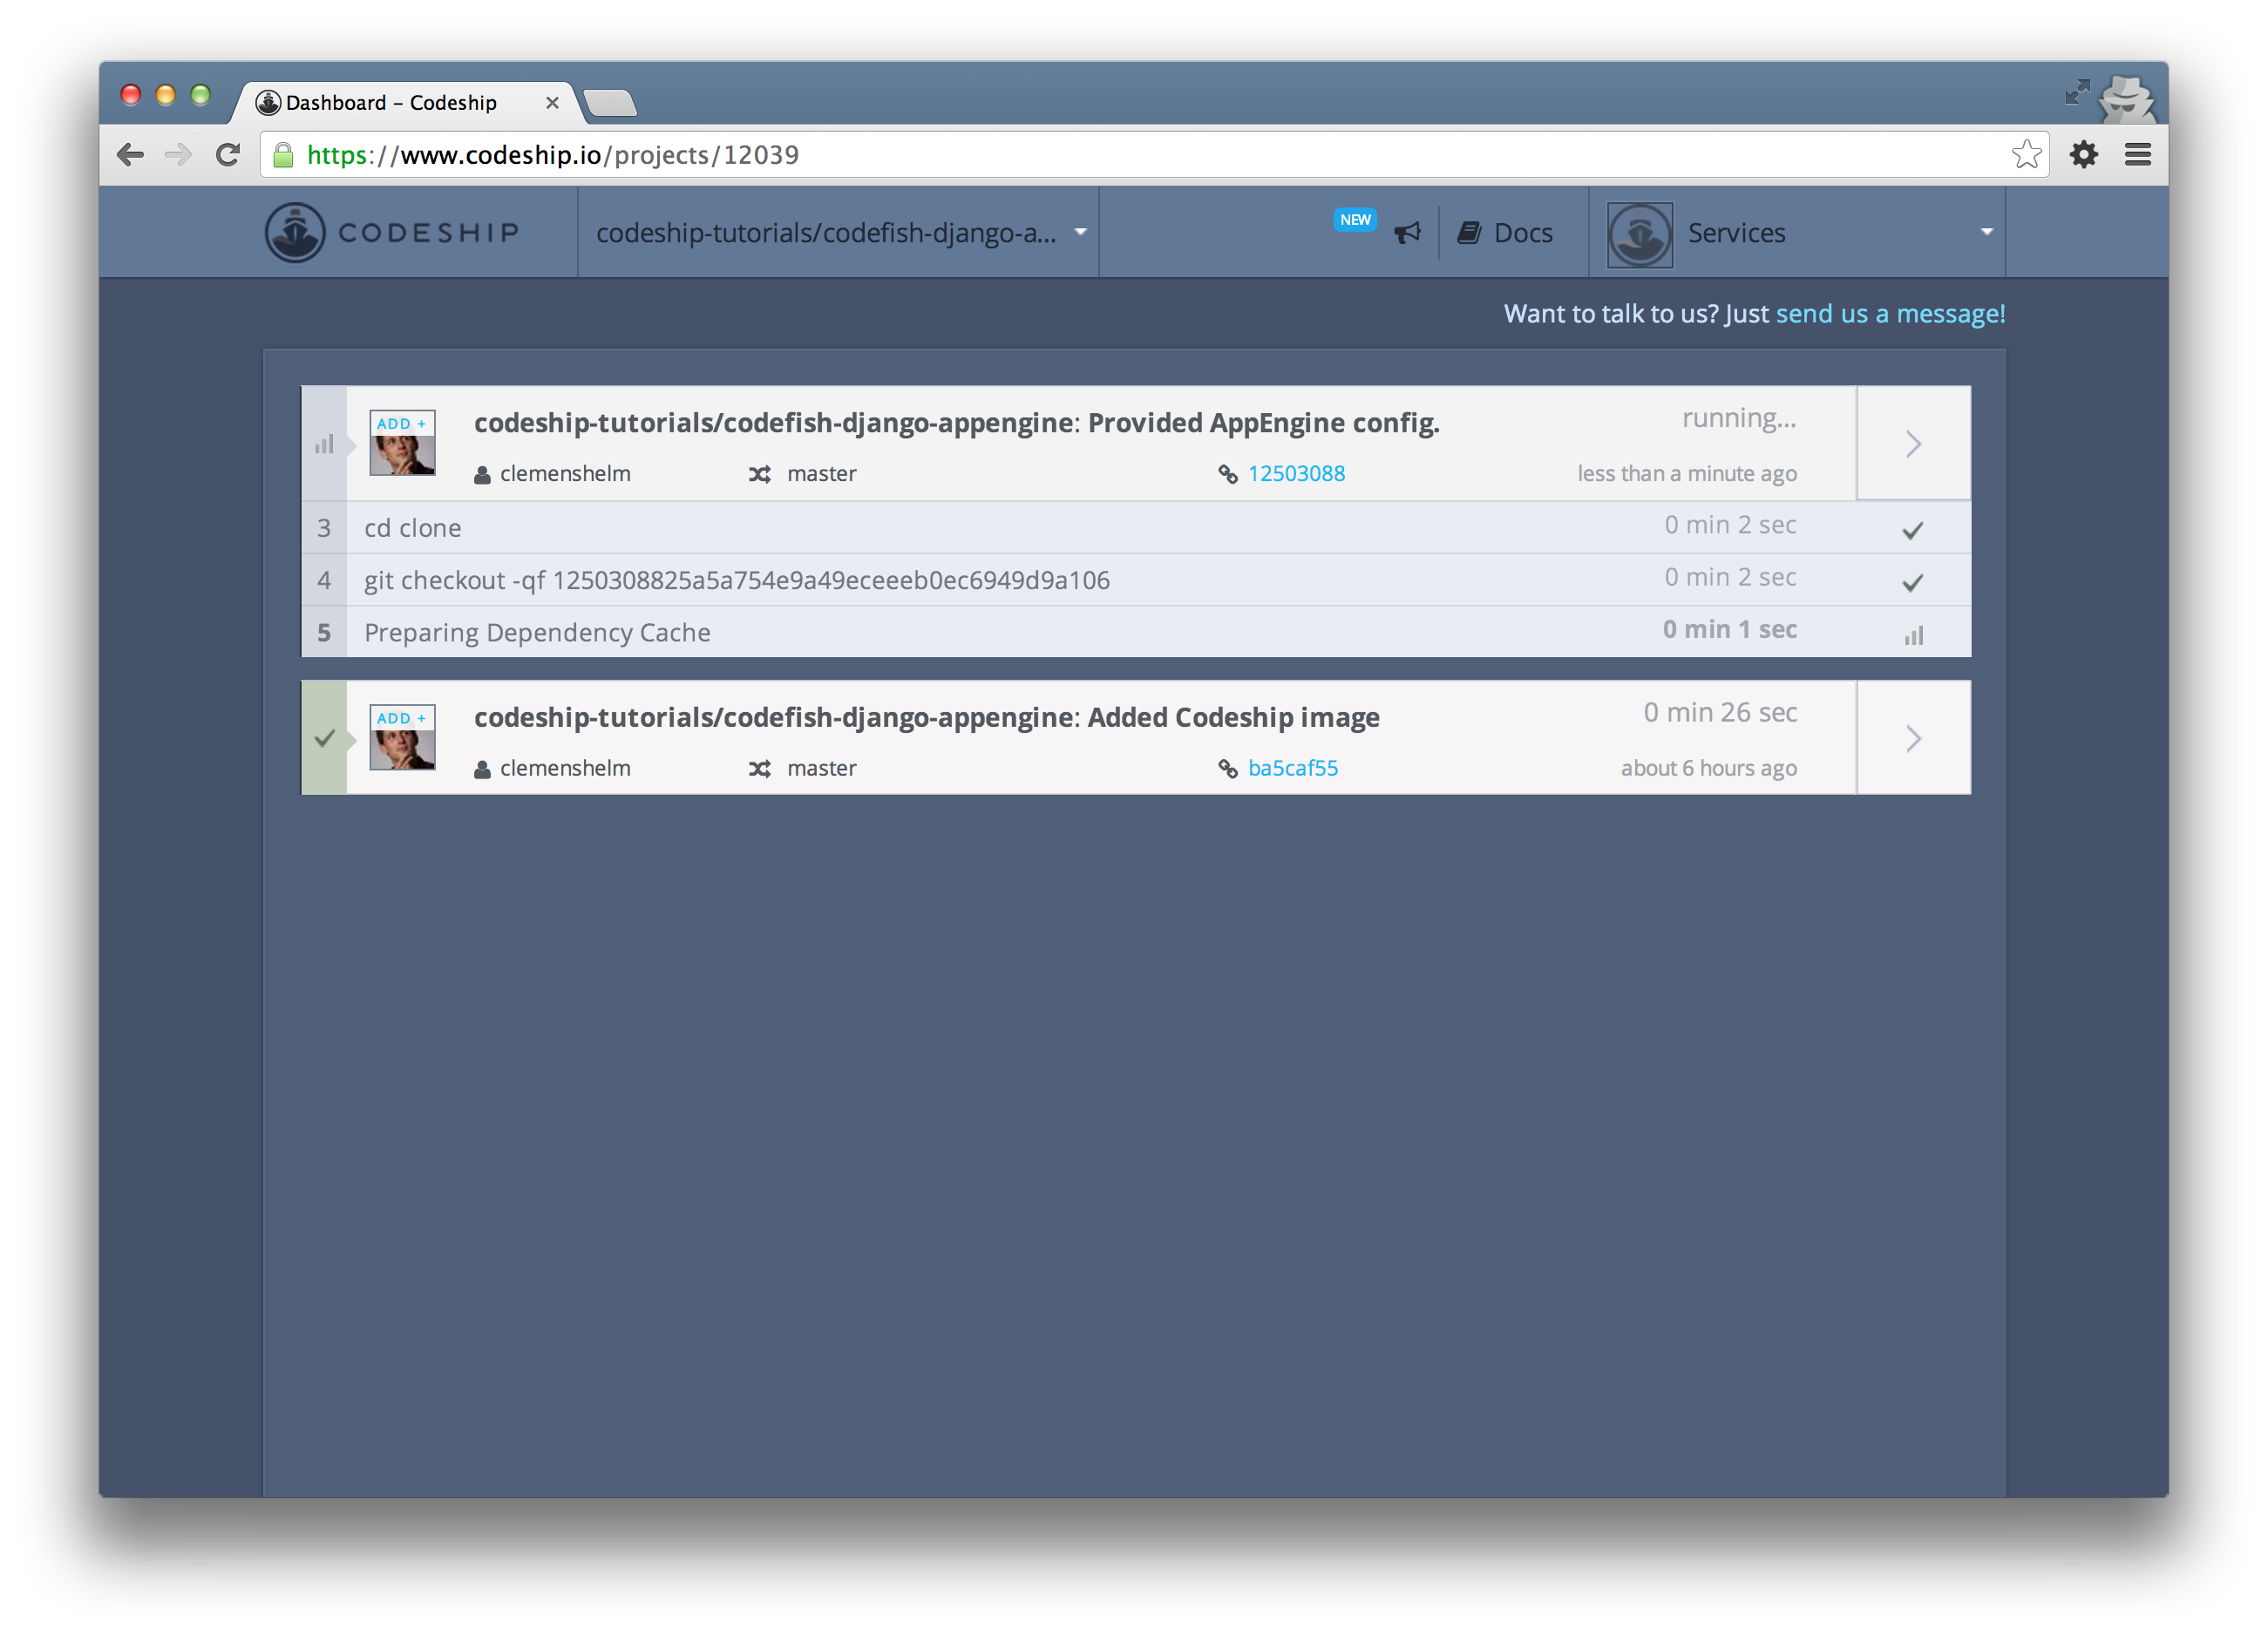 Dashboard – Codeship
https://www.codeship.io/projects/12039
CODESHIP
codeship-tutorials/codefish-django-a...
NEW
Docs
Services
Want to talk to us? Just send us a message!
ADD +
codeship-tutorials/codefish-django-appengine: Provided AppEngine config.
running...
clemenshelm
master
12503088
less than a minute ago
3 cd clone 0 min 2 sec
4 git checkout -qf 1250308825a5a754e9a49eceeeb0ec6949d9a106 0 min 2 sec
5 Preparing Dependency Cache 0 min 1 sec
ADD +
codeship-tutorials/codefish-django-appengine: Added Codeship image
0 min 26 sec
clemenshelm
master
ba5caf55
about 6 hours ago